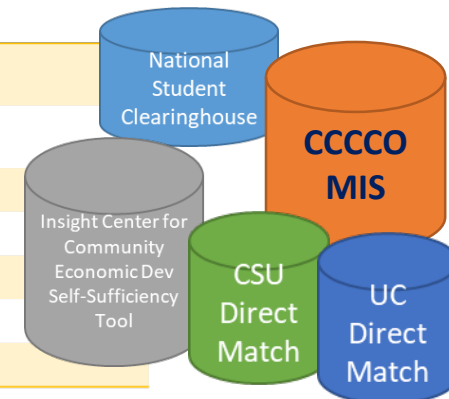 National
Student
Clearinghouse
CCCCO
MIS
Insight Center for
Community
Economic Dev
Self-Sufficiency
Tool
CSU
Direct
Match
UC
Direct
Match